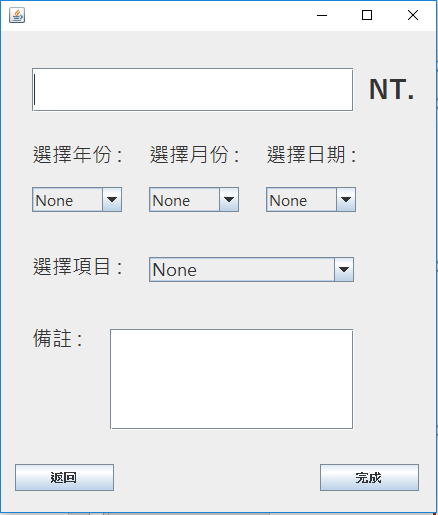 NT.
選擇年份 : 選擇月份 : 選擇日期 :
None None None
選擇項目 : None
備註 :
返回 完成